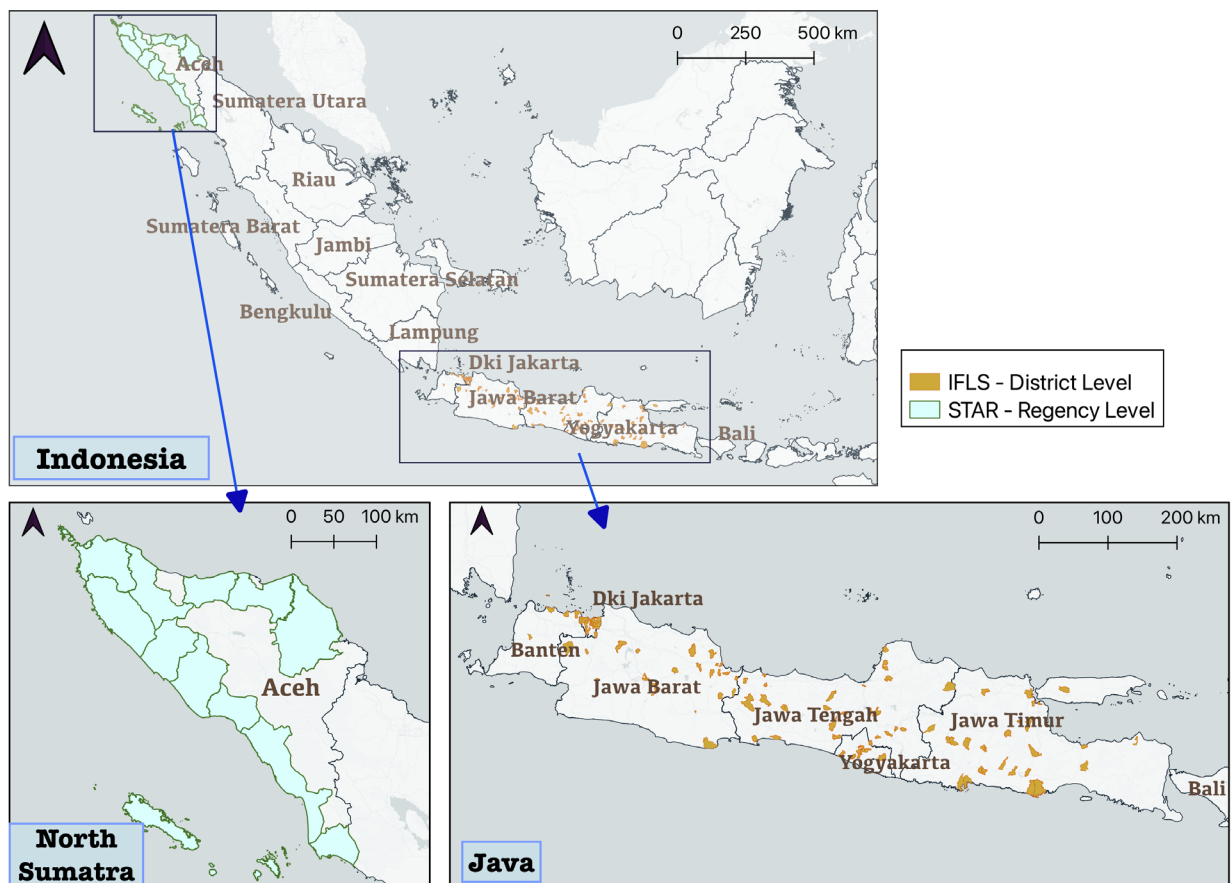 0 250 500 km
Aceh
Sumatera Utara
Riau
Sumatera Barat
Jambi
Sumatera Selatan
Bengkulu
Lampung
Dki Jakarta
Jawa Barat
Yogyakarta
Bali
Indonesia
IFLS - District Level
STAR - Regency Level
0 50 100 km
Aceh
North
Sumatra
0 100 200 km
Dki Jakarta
Banten
Jawa Barat
Jawa Tengah
Jawa Timur
Yogyakarta
Bali
Java